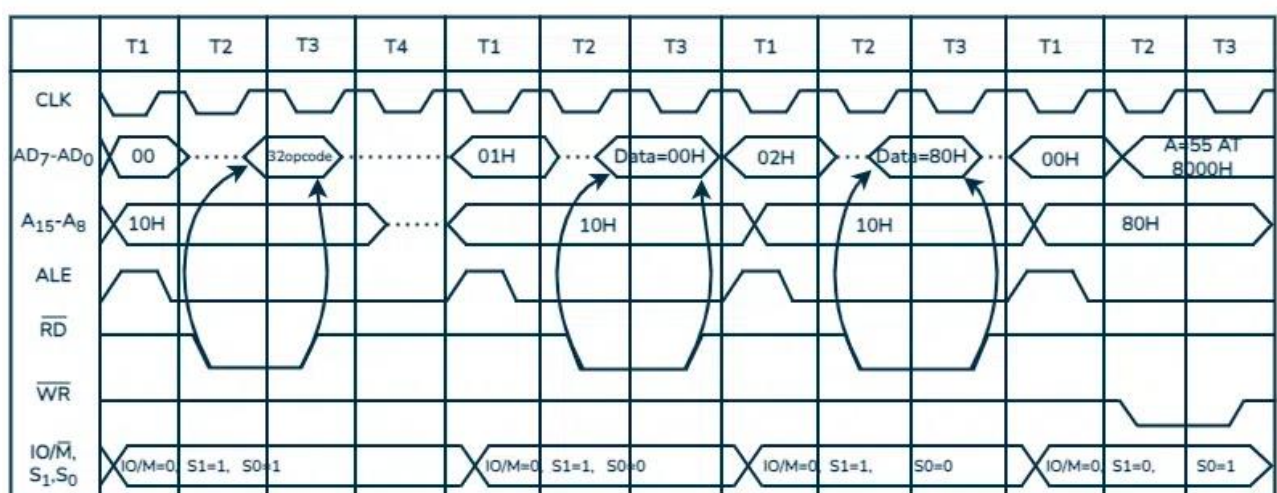 T1 T2 T3 T4 T1 T2 T3 T1 T2 T3 T1 T2 T3
CLK
AD7-AD0 00 32opcode 01H Data=00H 02H Data=80H 00H A=55 AT
8000H
A15-A8 10H 10H 10H 80H
ALE
R̅D̅
W̅R̅
IO/M̅,
S1,S0 IO/M=0, S1=1, S0=1 IO/M=0, S1=1, S0=0 IO/M=0, S1=1, S0=0 IO/M=0, S1=0, S0=1